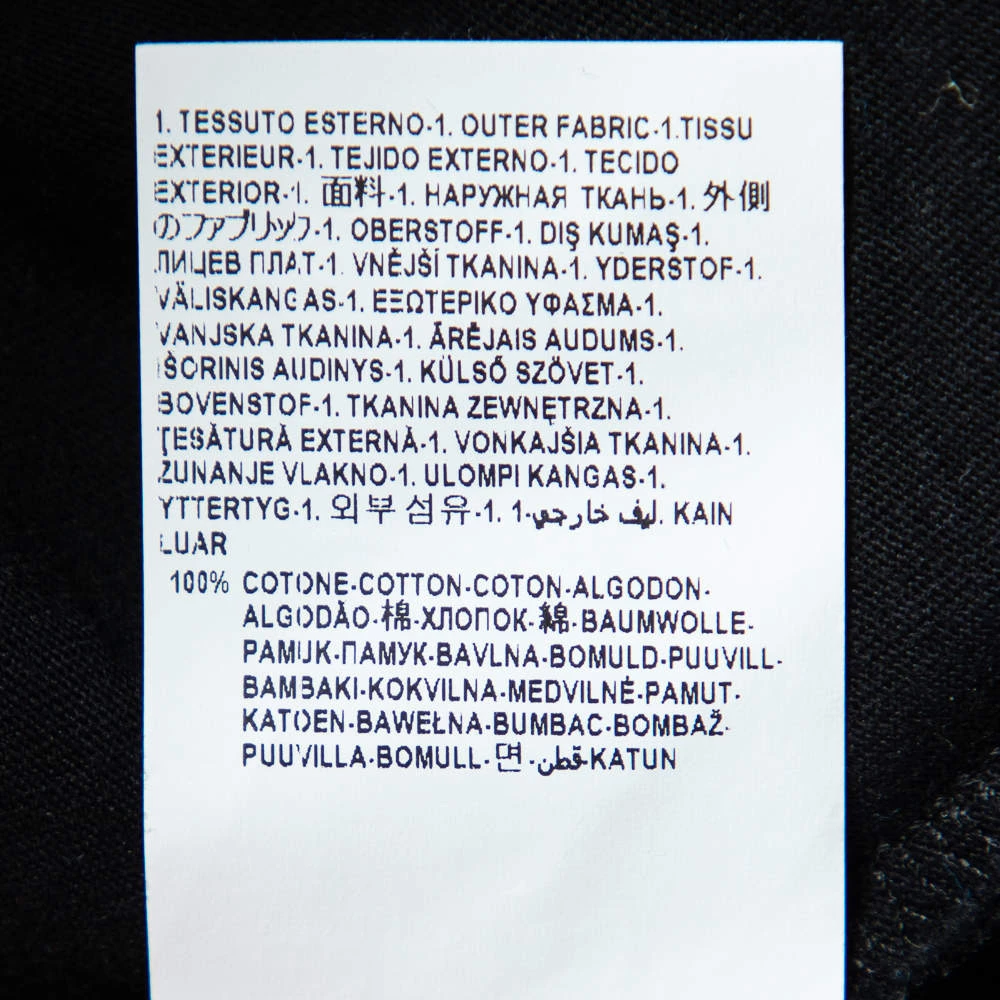 1. TESSUTO ESTERNO-1. OUTER FABRIC-1.TISSU
EXTERIEUR-1. TEJIDO EXTERNO-1. TECIDO
EXTERIOR-1. 面料-1. НАРУЖНАЯ ТКАНЬ-1. 外側
のファブリック-1. OBERSTOFF-1. DIŞ KUMAŞ-1.
ЛИЦЕВ ПЛАТ-1. VNĚJŠÍ TKANINA-1. YDERSTOF-1.
VÄLISKANGAS-1. ΕΞΩΤΕΡΙΚΟ ΥΦΑΣΜΑ-1.
VANJSKA TKANINA-1. ĀRĒJAIS AUDUMS-1.
IŠORINIS AUDINYS-1. KÜLSŐ SZÖVET-1.
BOVENSTOF-1. TKANINA ZEWNĘTRZNA-1.
ŢESĂTURĂ EXTERNĂ-1. VONKAJŠIA TKANINA-1.
ZUNANJE VLAKNO-1. ULOMPI KANGAS-1.
YTTERTYG-1. 외부 섬유-1. ليف خارجي-1. KAIN
LUAR
100% COTONE-COTTON-COTON-ALGODON-
ALGODÃO-棉-ХЛОПОК-綿-BAUMWOLLE-
PAMUK-ПАМУК-BAVLNA-BOMULD-PUUVILL-
BAMBAKI-KOKVILNA-MEDVILNĖ-PAMUT-
KATOEN-BAWEŁNA-BUMBAC-BOMBAŽ-
PUUVILLA-BOMULL-면-قطن-KATUN